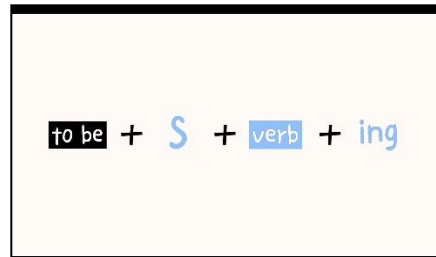 to be + S + verb + ing